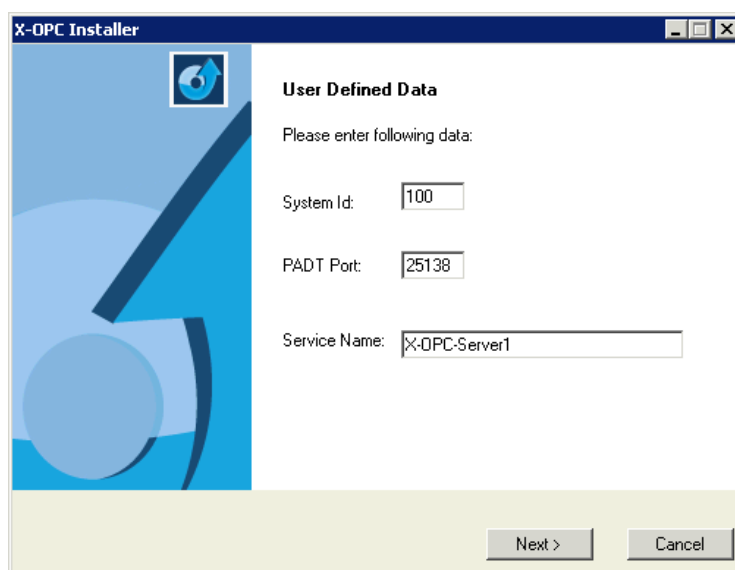 X-OPC Installer
User Defined Data
Please enter following data:
System Id: 100
PADT Port: 25138
Service Name: X-OPC-Server1
Next > Cancel